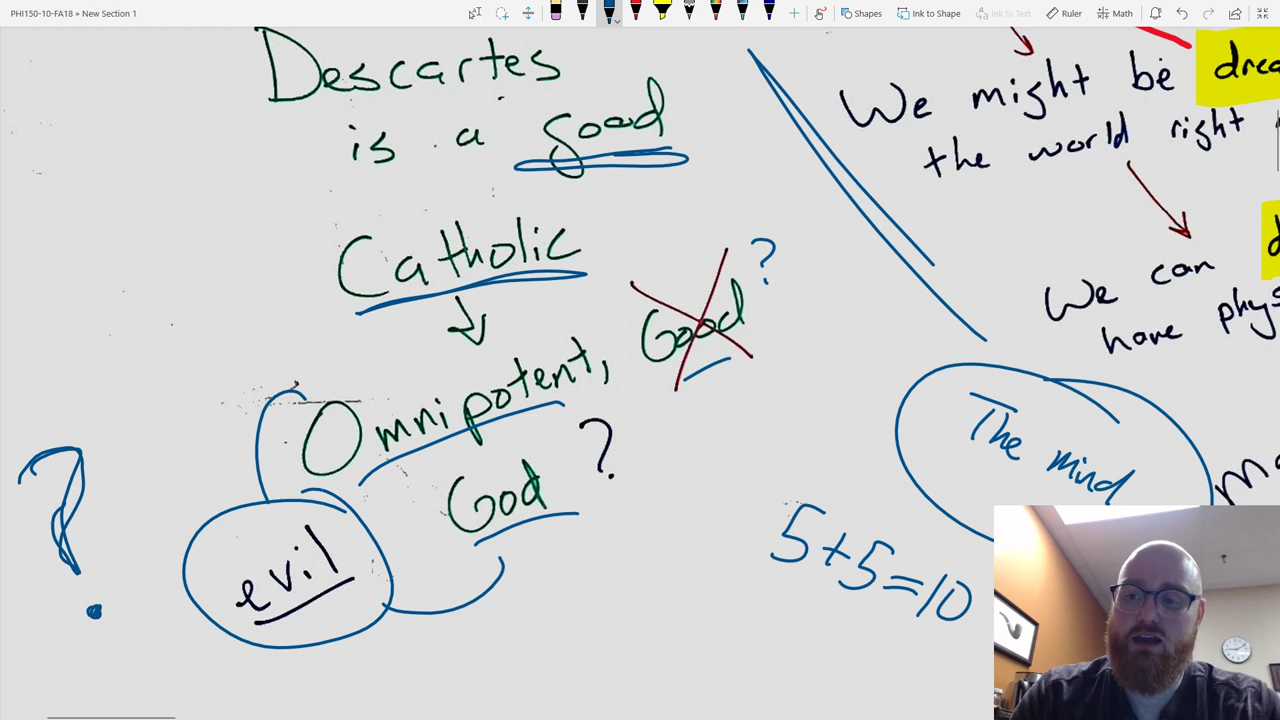 PHI150-10-FA18 » New Section 1
Shapes
Ink to Shape
Ink to Text
Ruler
Math
Descartes
is a good
Catholic
Omnipotent, Good ?
God ?
evil
?
We might be
the world right
We can
have
The mind
5+5=10